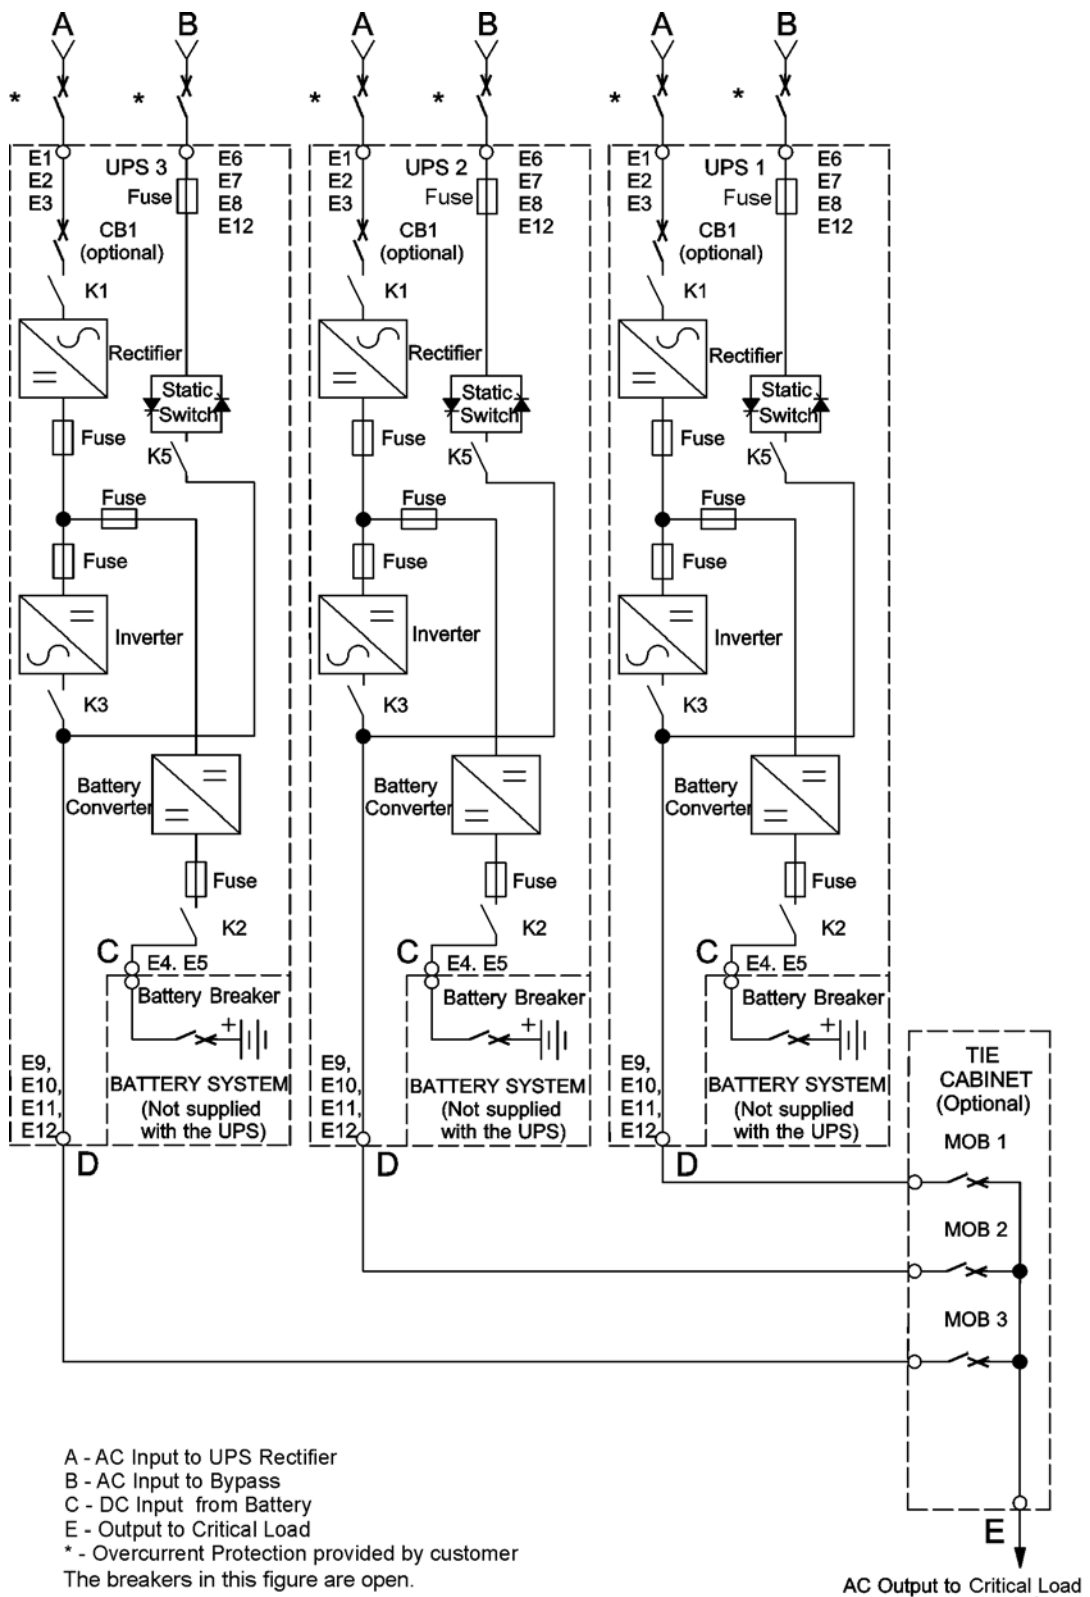 A B A B A B
* * * * * *
E1
E2
E3
UPS 3
Fuse
E6
E7
E8
E12
CB1
(optional)
K1
Rectifier
Static
Switch
Fuse
K5
Fuse
Fuse
Inverter
K3
Battery
Converter
Fuse
K2
C
E4. E5
Battery Breaker
+
E9,
E10,
E11,
E12
BATTERY SYSTEM
(Not supplied
with the UPS)
D
E1
E2
E3
UPS 2
Fuse
E6
E7
E8
E12
CB1
(optional)
K1
Rectifier
Static
Switch
Fuse
K5
Fuse
Fuse
Inverter
K3
Battery
Converter
Fuse
K2
C
E4. E5
Battery Breaker
+
E9,
E10,
E11,
E12
BATTERY SYSTEM
(Not supplied
with the UPS)
D
E1
E2
E3
UPS 1
Fuse
E6
E7
E8
E12
CB1
(optional)
K1
Rectifier
Static
Switch
Fuse
K5
Fuse
Fuse
Inverter
K3
Battery
Converter
Fuse
K2
C
E4. E5
Battery Breaker
+
E9,
E10,
E11,
E12
BATTERY SYSTEM
(Not supplied
with the UPS)
D
TIE
CABINET
(Optional)
MOB 1
MOB 2
MOB 3
E
AC Output to Critical Load
A - AC Input to UPS Rectifier
B - AC Input to Bypass
C - DC Input from Battery
E - Output to Critical Load
* - Overcurrent Protection provided by customer
The breakers in this figure are open.